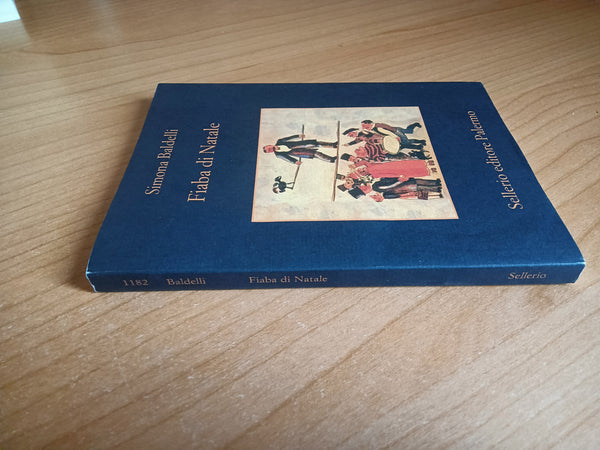 Simona Baldelli
Fiaba di Natale
Sellerio editore Palermo
1182 Baldelli Fiaba di Natale Sellerio